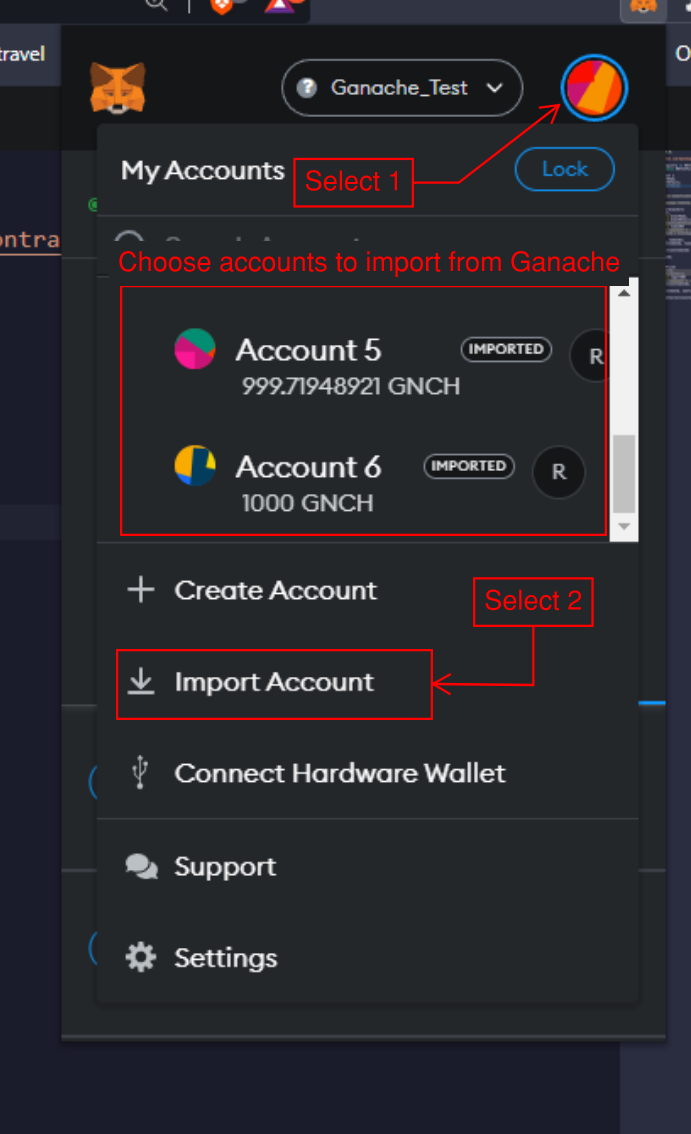 travel
O
Ganache_Test
My Accounts
Select 1
Lock
ontra
Choose accounts to import from Ganache
Account 5
IMPORTED
R
999.71948921 GNCH
Account 6
IMPORTED
R
1000 GNCH
Create Account
Select 2
Import Account
Connect Hardware Wallet
Support
Settings